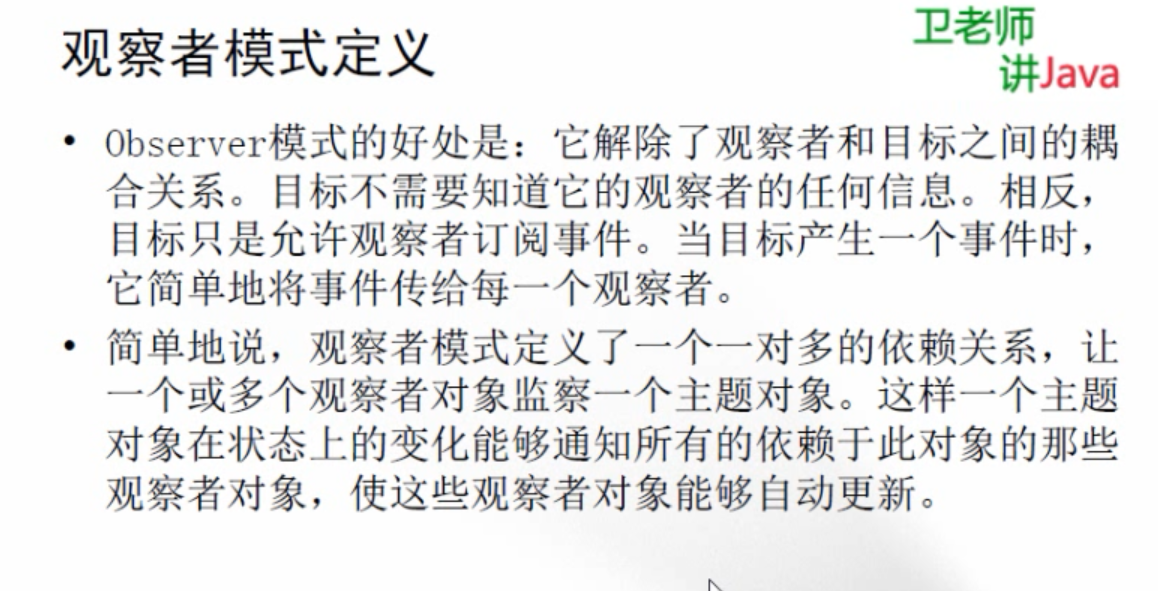 观察者模式定义
卫老师
讲Java
• Observer模式的好处是：它解除了观察者和目标之间的耦
合关系。目标不需要知道它的观察者的任何信息。相反，
目标只是允许观察者订阅事件。当目标产生一个事件时，
它简单地将事件传给每一个观察者。
• 简单地说，观察者模式定义了一个一对多的依赖关系，让
一个或多个观察者对象监察一个主题对象。这样一个主题
对象在状态上的变化能够通知所有的依赖于此对象的那些
观察者对象，使这些观察者对象能够自动更新。